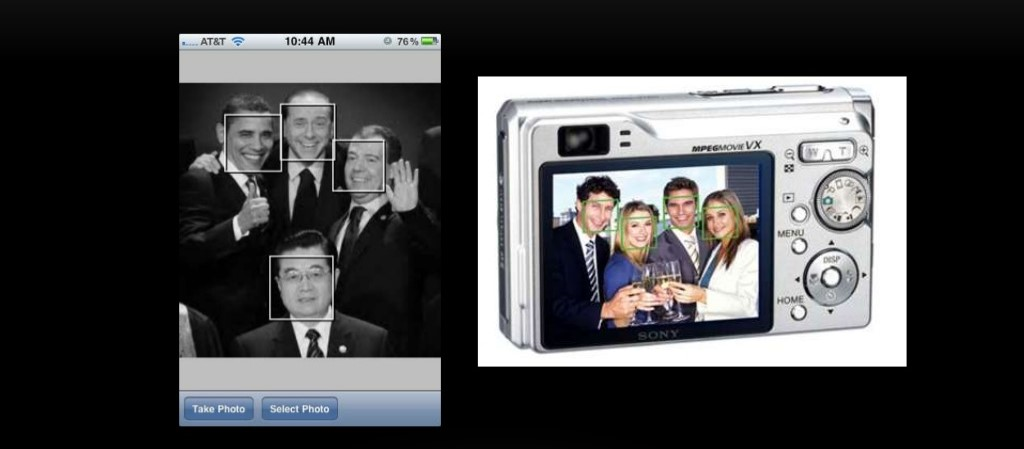 AT&T 10:44 AM 76%
Take Photo Select Photo
MPEGMOVIE VX
W T
MENU
DISP
HOME
SONY